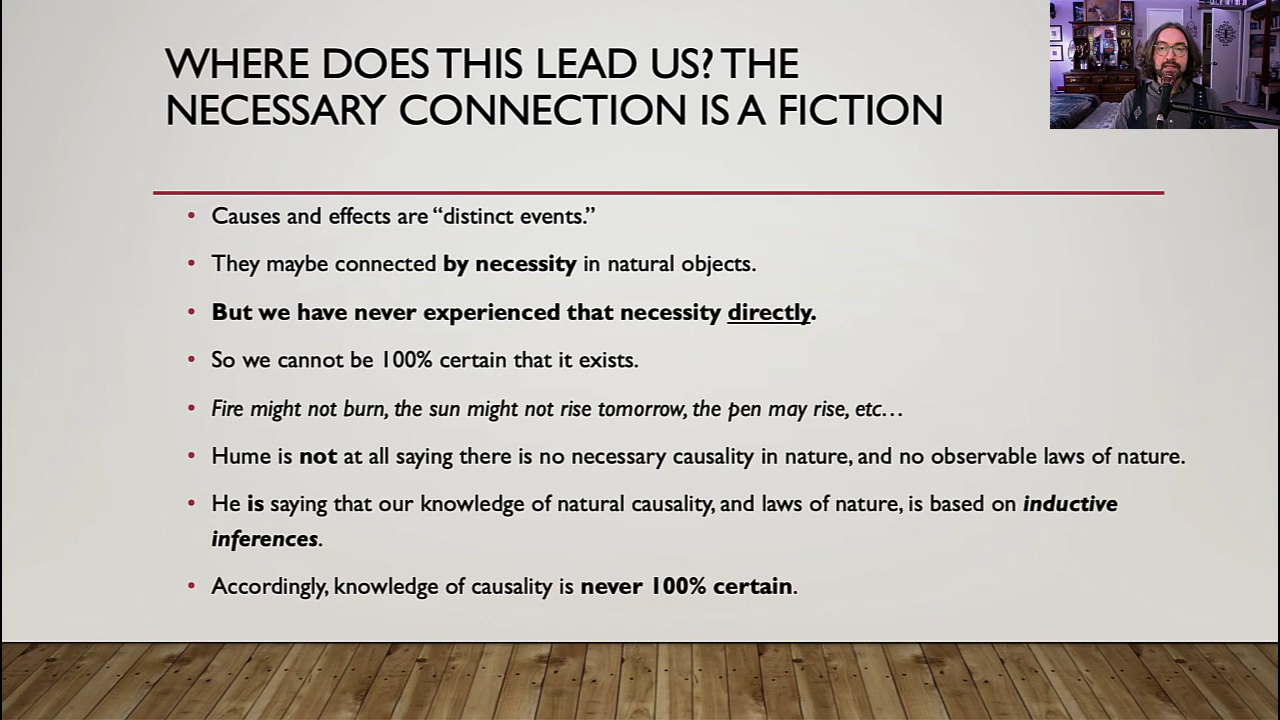 WHERE DOES THIS LEAD US? THE
NECESSARY CONNECTION IS A FICTION
• Causes and effects are “distinct events.”
• They maybe connected by necessity in natural objects.
• But we have never experienced that necessity directly.
• So we cannot be 100% certain that it exists.
• Fire might not burn, the sun might not rise tomorrow, the pen may rise, etc…
• Hume is not at all saying there is no necessary causality in nature, and no observable laws of nature.
• He is saying that our knowledge of natural causality, and laws of nature, is based on inductive
inferences.
• Accordingly, knowledge of causality is never 100% certain.